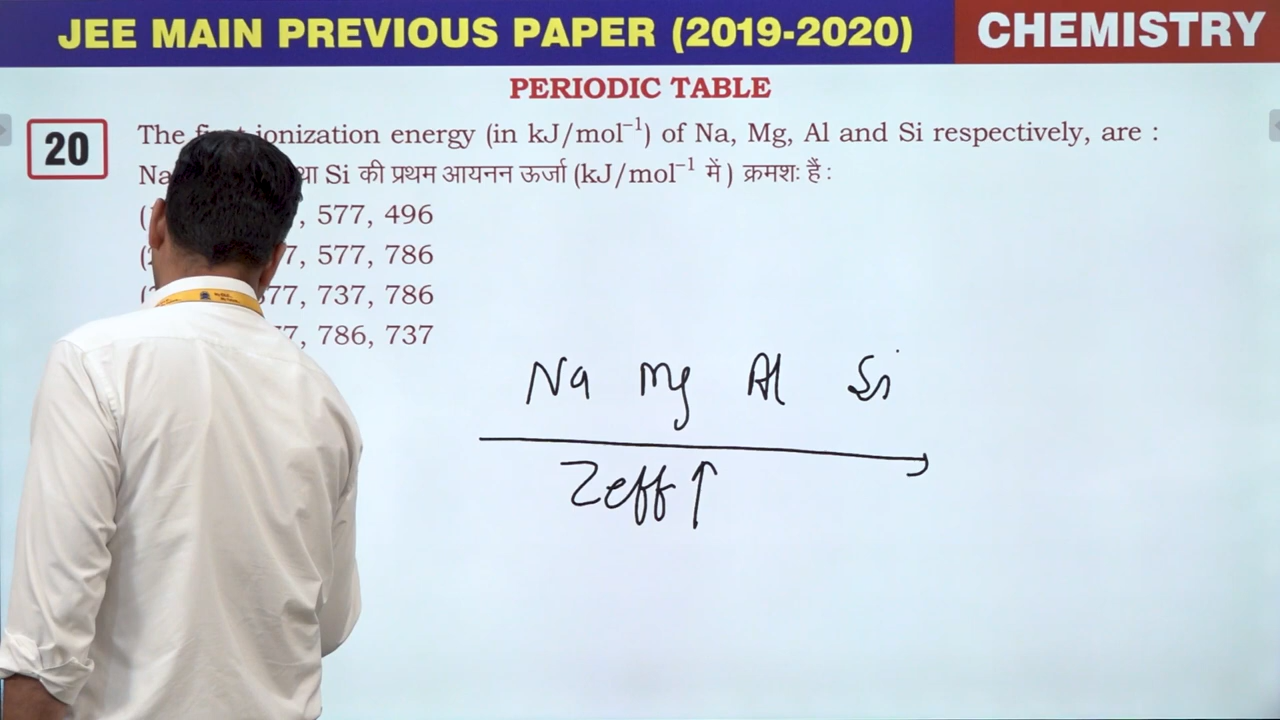 JEE MAIN PREVIOUS PAPER (2019-2020) CHEMISTRY
PERIODIC TABLE
20
The ionization energy (in kJ/mol⁻¹) of Na, Mg, Al and Si respectively, are :
Na Si की प्रथम आयनन ऊर्जा (kJ/mol⁻¹ में ) क्रमशः हैं :
, 577, 496
577, 786
737, 786
, 786, 737
Na Mg Al Si
Zeff ↑